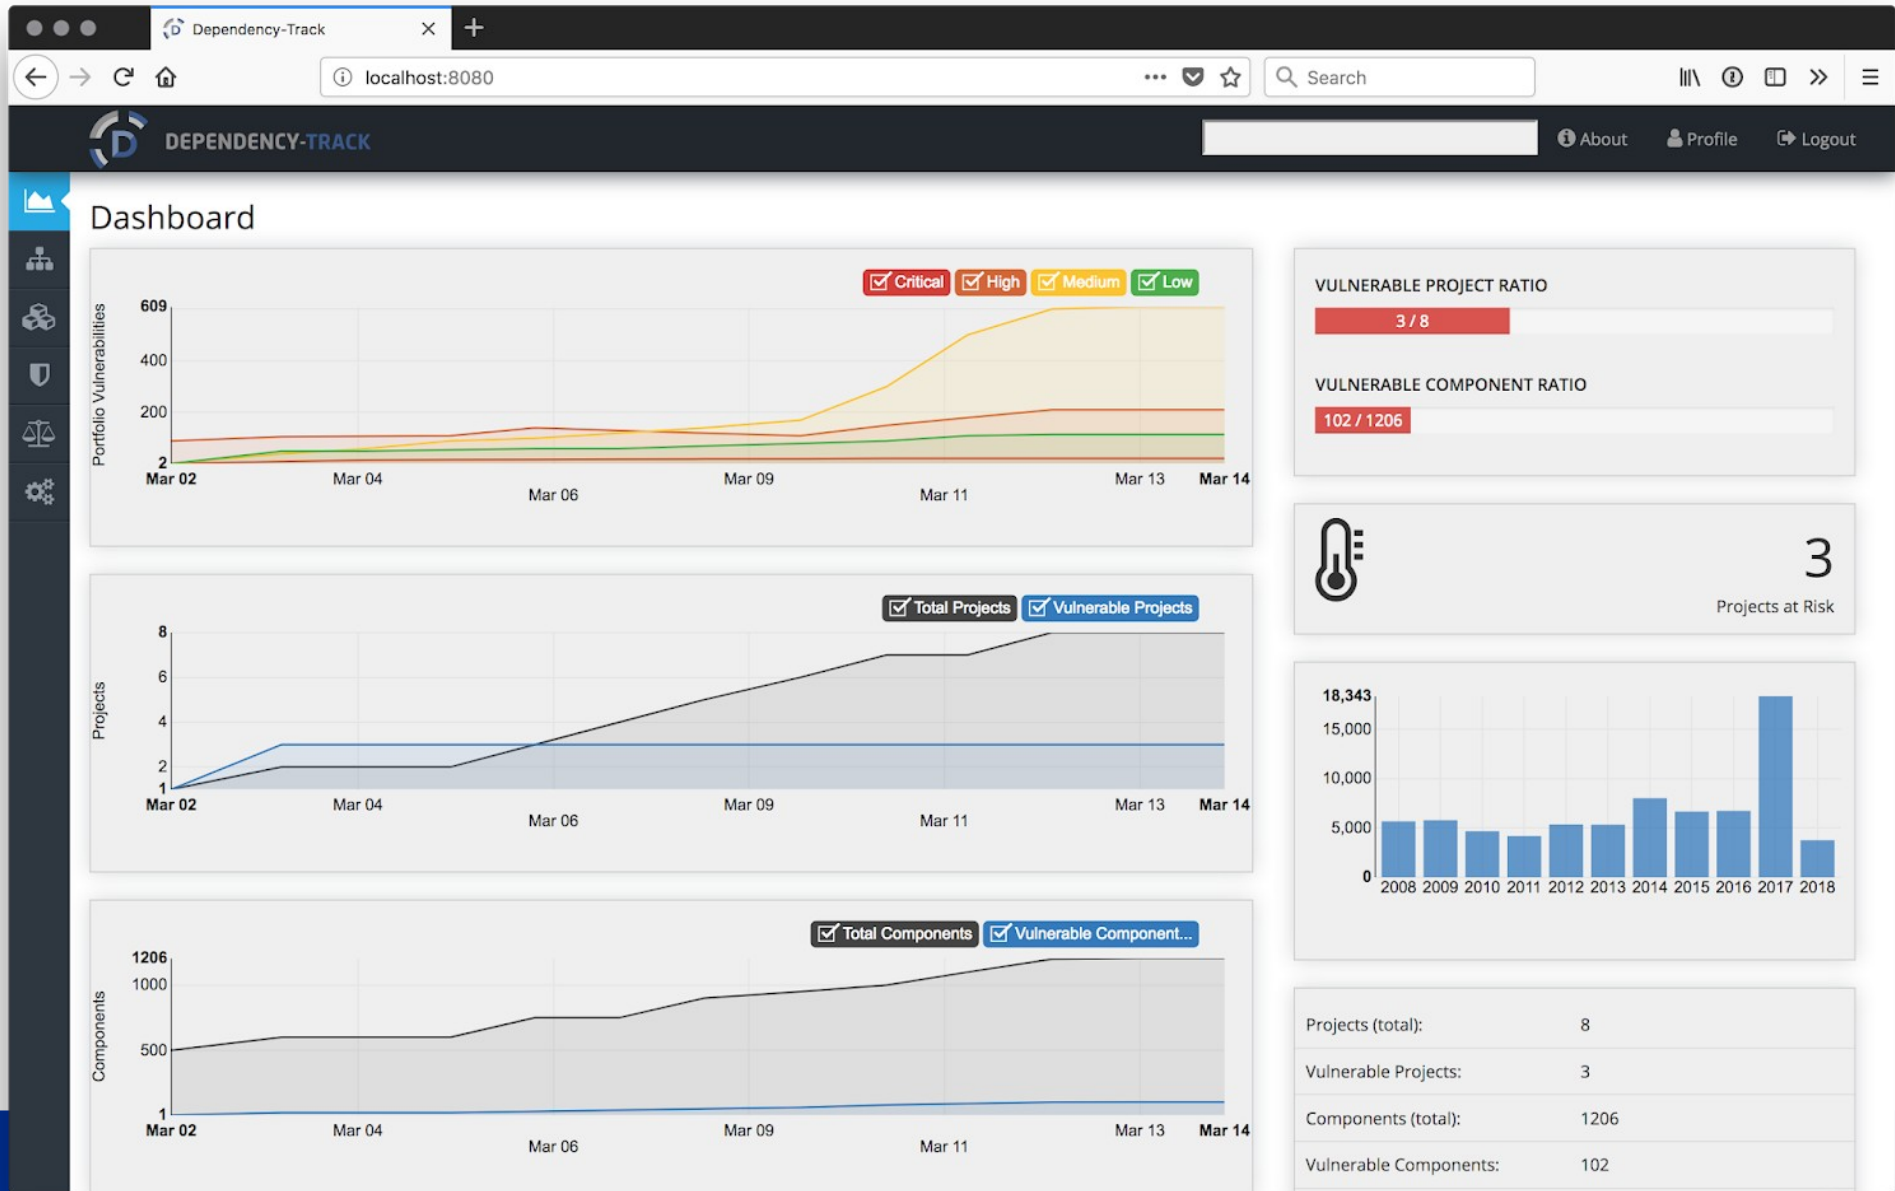 Dependency-Track
localhost:8080
Search
DEPENDENCY-TRACK
About
Profile
Logout
Dashboard
Critical
High
Medium
Low
Portfolio Vulnerabilities
609
400
200
2
Mar 02
Mar 04
Mar 06
Mar 09
Mar 11
Mar 13
Mar 14
Total Projects
Vulnerable Projects
Projects
8
6
4
2
1
Mar 02
Mar 04
Mar 06
Mar 09
Mar 11
Mar 13
Mar 14
Total Components
Vulnerable Component...
Components
1206
1000
500
1
Mar 02
Mar 04
Mar 06
Mar 09
Mar 11
Mar 13
Mar 14
VULNERABLE PROJECT RATIO
3 / 8
VULNERABLE COMPONENT RATIO
102 / 1206
3
Projects at Risk
18,343
15,000
10,000
5,000
0
2008 2009 2010 2011 2012 2013 2014 2015 2016 2017 2018
Projects (total): 8
Vulnerable Projects: 3
Components (total): 1206
Vulnerable Components: 102